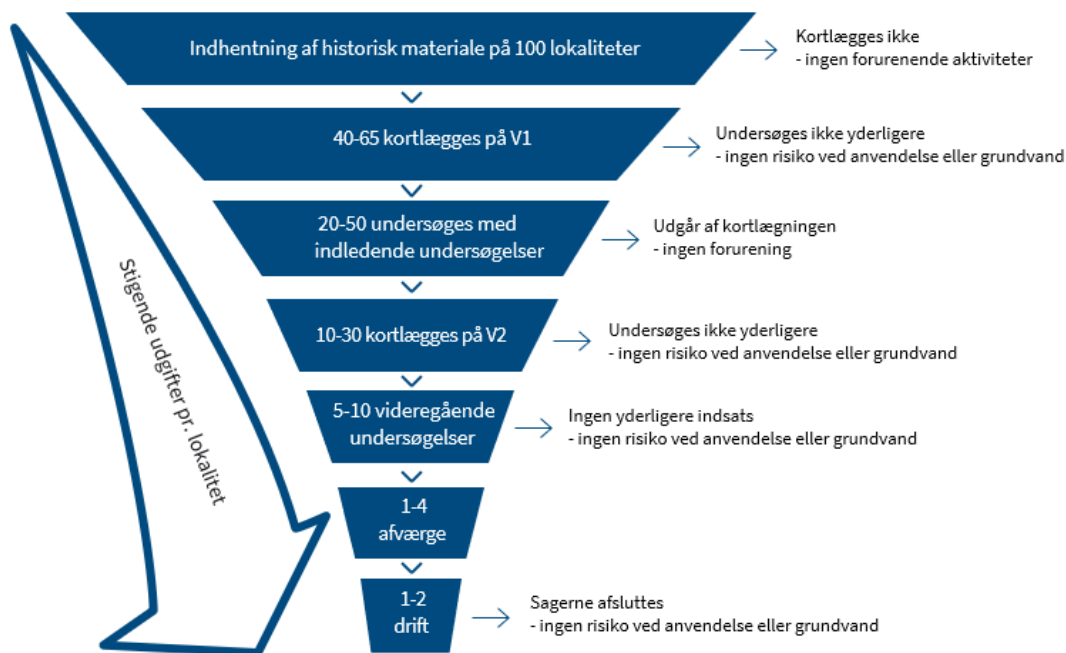 Indhentning af historisk materiale på 100 lokaliteter
Kortlægges ikke
- ingen forurenende aktiviteter
40-65 kortlægges på V1
Undersøges ikke yderligere
- ingen risiko ved anvendelse eller grundvand
20-50 undersøges med
indledende undersøgelser
Udgår af kortlægningen
- ingen forurening
10-30 kortlægges på V2
Undersøges ikke yderligere
- ingen risiko ved anvendelse eller grundvand
5-10 videregående
undersøgelser
Ingen yderligere indsats
- ingen risiko ved anvendelse eller grundvand
1-4
afværge
1-2
drift
Sagerne afsluttes
- ingen risiko ved anvendelse eller grundvand
Stigende udgifter pr. lokalitet